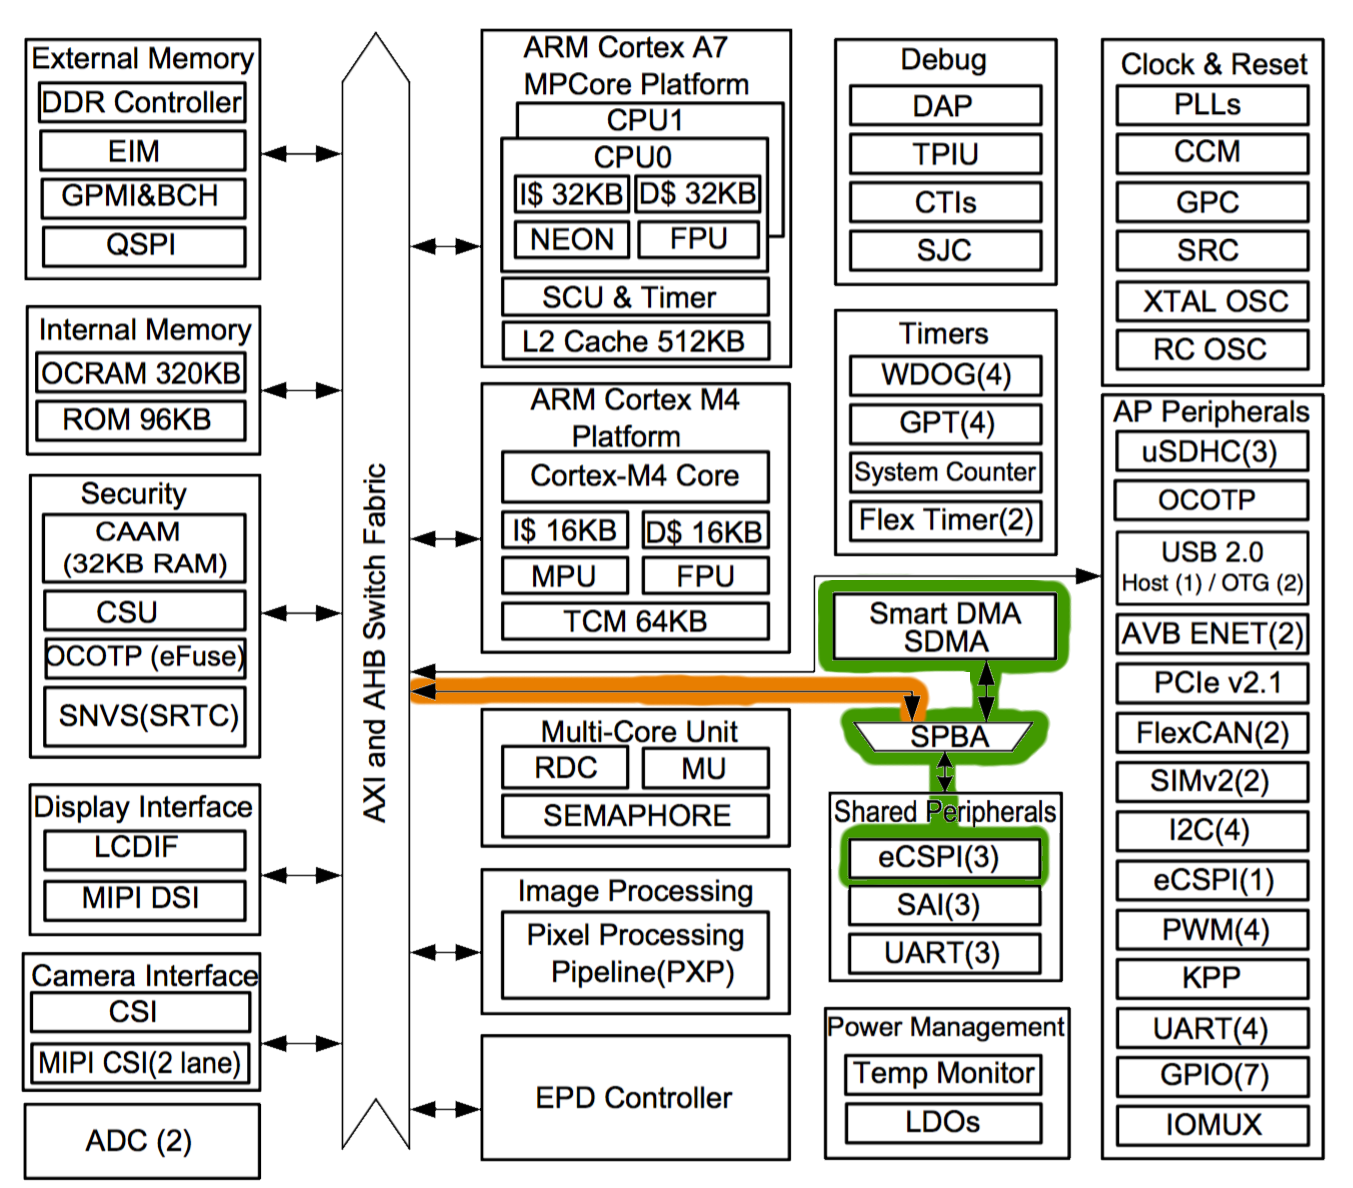 External Memory
DDR Controller
EIM
GPMI&BCH
QSPI
Internal Memory
OCRAM 320KB
ROM 96KB
Security
CAAM
(32KB RAM)
CSU
OCOTP (eFuse)
SNVS(SRTC)
Display Interface
LCDIF
MIPI DSI
Camera Interface
CSI
MIPI CSI(2 lane)
ADC (2)
AXI and AHB Switch Fabric
ARM Cortex A7
MPCore Platform
CPU1
CPU0
I$ 32KB
D$ 32KB
NEON
FPU
SCU & Timer
L2 Cache 512KB
ARM Cortex M4
Platform
Cortex-M4 Core
I$ 16KB
D$ 16KB
MPU
FPU
TCM 64KB
Multi-Core Unit
RDC
MU
SEMAPHORE
Image Processing
Pixel Processing
Pipeline(PXP)
EPD Controller
Debug
DAP
TPIU
CTIs
SJC
Timers
WDOG(4)
GPT(4)
System Counter
Flex Timer(2)
Smart DMA
SDMA
SPBA
Shared Peripherals
eCSPI(3)
SAI(3)
UART(3)
Power Management
Temp Monitor
LDOs
Clock & Reset
PLLs
CCM
GPC
SRC
XTAL OSC
RC OSC
AP Peripherals
uSDHC(3)
OCOTP
USB 2.0
Host (1) / OTG (2)
AVB ENET(2)
PCIe v2.1
FlexCAN(2)
SIMv2(2)
I2C(4)
eCSPI(1)
PWM(4)
KPP
UART(4)
GPIO(7)
IOMUX